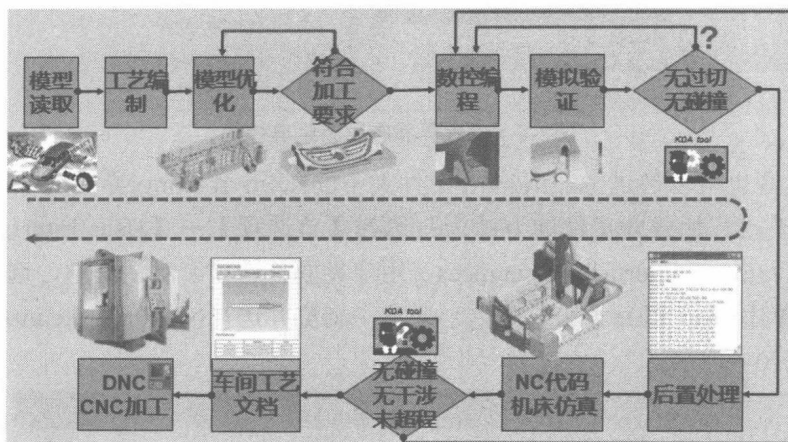 模型
读取
工艺编
制
模型优
化
符合
加工
要求
数控编
程
模拟验
证
?
无过切
无碰撞
KDA tool
KDA tool
DNC
CNC加工
车间工艺
文档
无碰撞
无干涉
未超程
NC代码
机床仿真
后置处理